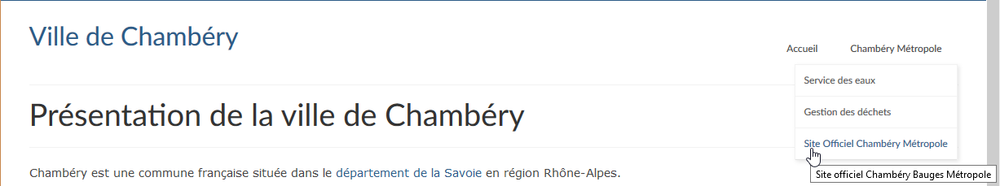 Ville de Chambéry
Accueil Chambéry Métropole
Service des eaux
Gestion des déchets
Site Officiel Chambéry Métropole
Site officiel Chambéry Bauges Métropole
Présentation de la ville de Chambéry
Chambéry est une commune française située dans le département de la Savoie en région Rhône-Alpes.